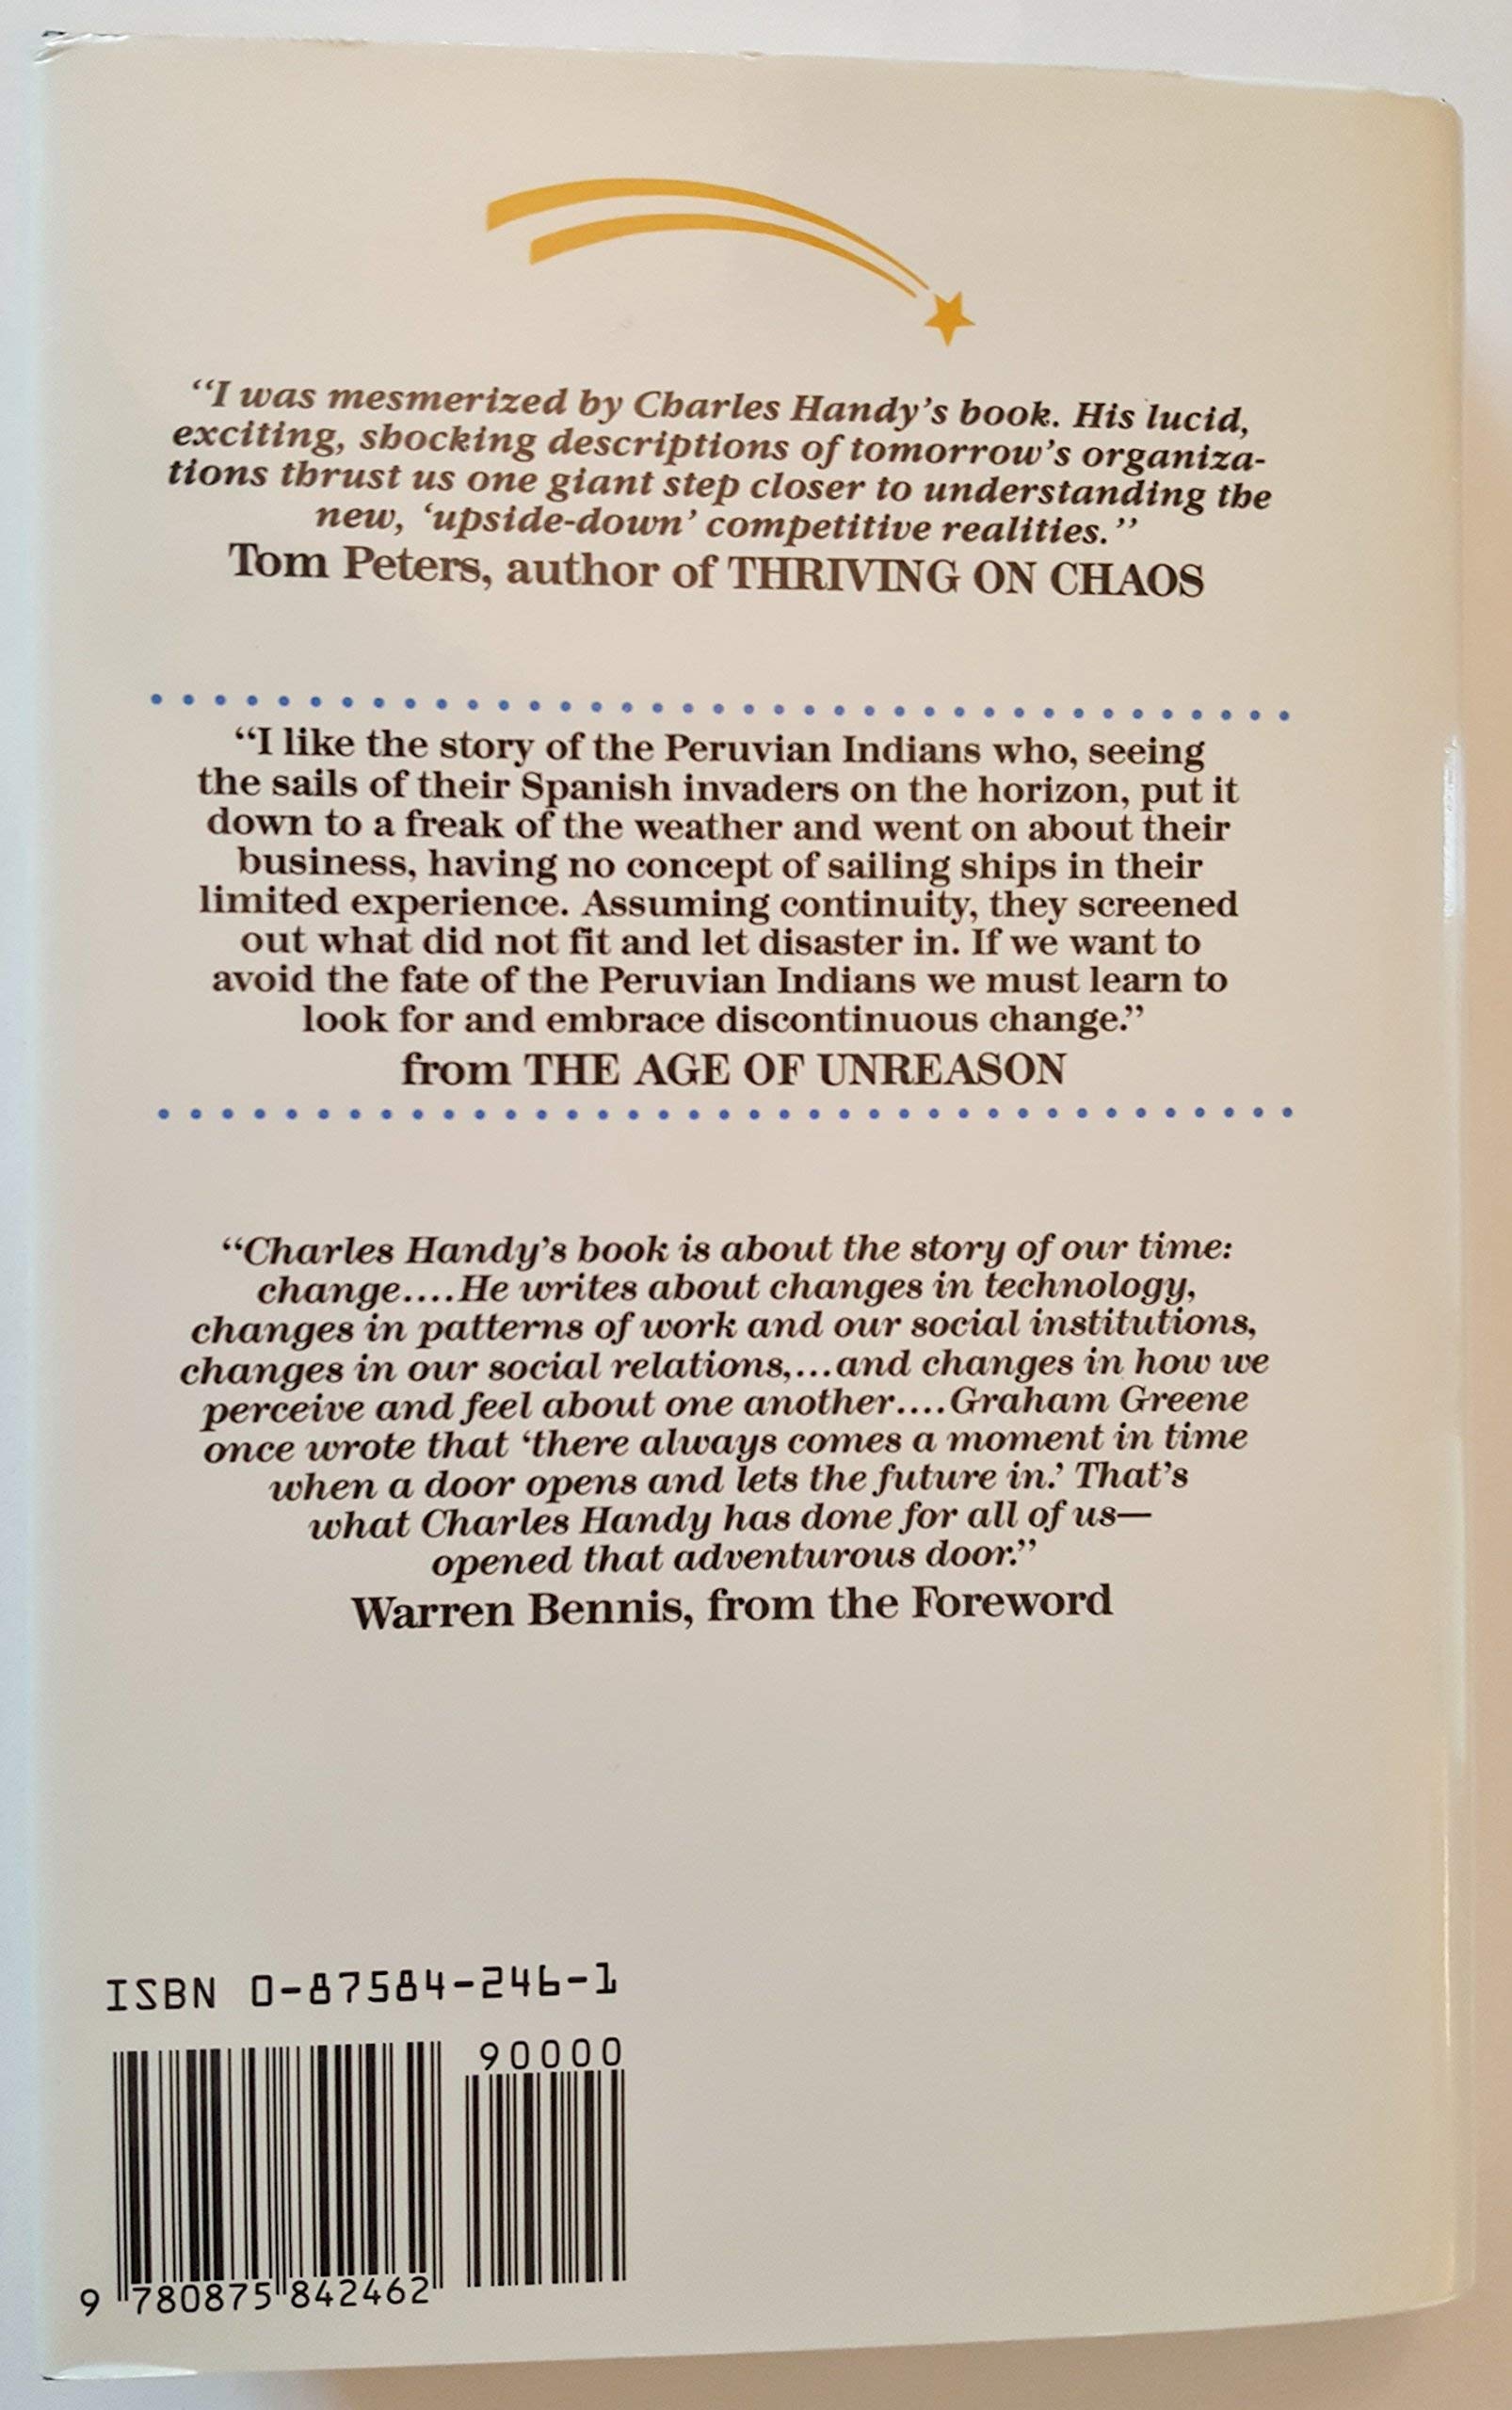 “I was mesmerized by Charles Handy’s book. His lucid,
exciting, shocking descriptions of tomorrow’s organiza-
tions thrust us one giant step closer to understanding the
new, ‘upside-down’ competitive realities.”
Tom Peters, author of THRIVING ON CHAOS
“I like the story of the Peruvian Indians who, seeing
the sails of their Spanish invaders on the horizon, put it
down to a freak of the weather and went on about their
business, having no concept of sailing ships in their
limited experience. Assuming continuity, they screened
out what did not fit and let disaster in. If we want to
avoid the fate of the Peruvian Indians we must learn to
look for and embrace discontinuous change.”
from THE AGE OF UNREASON
“Charles Handy’s book is about the story of our time:
change....He writes about changes in technology,
changes in patterns of work and our social institutions,
changes in our social relations,...and changes in how we
perceive and feel about one another....Graham Greene
once wrote that ‘there always comes a moment in time
when a door opens and lets the future in.’ That’s
what Charles Handy has done for all of us—
opened that adventurous door.”
Warren Bennis, from the Foreword
ISBN 0-87584-246-1
90000
9 780875 842462